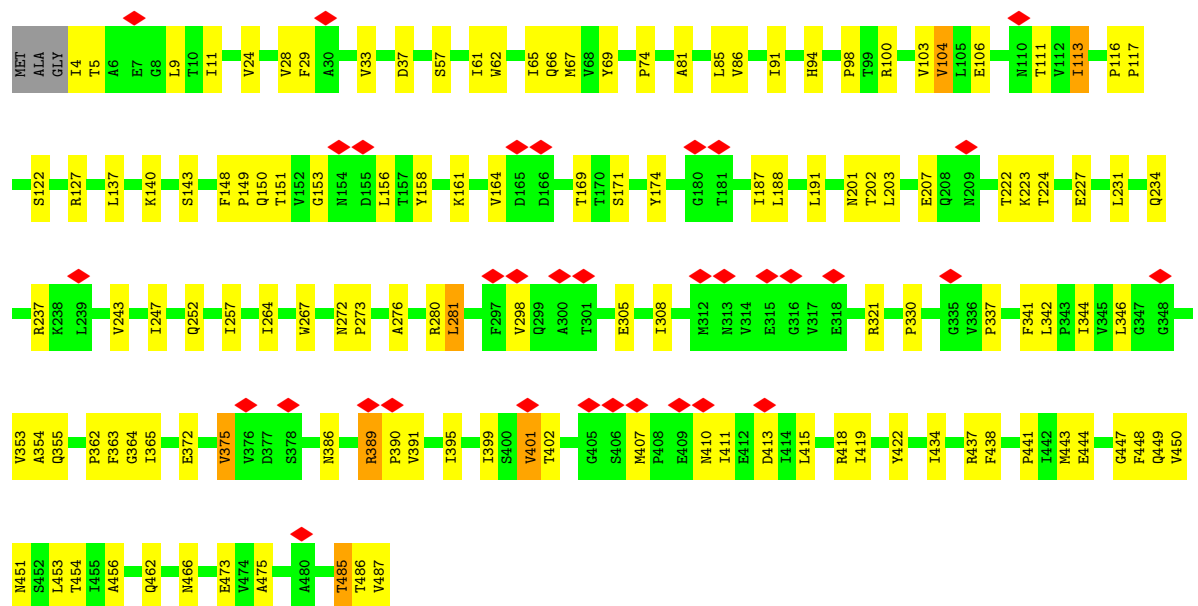 MET ALA GLY I4 T5 A6 E7 G8 L9 T10 I11 V24 V28 F29 A30 V33 D37 S57 I61 W62 I65 Q66 M67 V68 Y69 P74 A81 L85 V86 I91 H94 P98 T99 R100 V103 V104 L105 E106 N110 T111 V112 I113 P116 P117
S122 R127 L137 K140 S143 F148 P149 Q150 T151 V152 G153 N154 D155 L156 T157 Y158 K161 V164 D165 D166 T169 T170 S171 Y174 G180 T181 I187 L188 L191 N201 T202 L203 E207 Q208 N209 T222 K223 T224 E227 L231 Q234
R237 K238 L239 V243 I247 Q252 I257 I264 W267 N272 P273 A276 R280 L281 F297 V298 Q299 A300 T301 E305 I308 M312 N313 V314 E315 G316 V317 E318 R321 P330 G335 V336 P337 F341 L342 P343 I344 V345 L346 G347 G348
V353 A354 Q355 P362 F363 G364 I365 E372 V375 V376 D377 S378 N386 R389 P390 V391 I395 I399 S400 V401 T402 G405 S406 M407 P408 E409 N410 I411 E412 D413 I414 L415 R418 I419 Y422 I434 R437 F438 P441 I442 M443 E444 G447 F448 Q449 V450
N451 S452 L453 T454 I455 A456 Q462 N466 E473 V474 A475 A480 T485 T486 V487